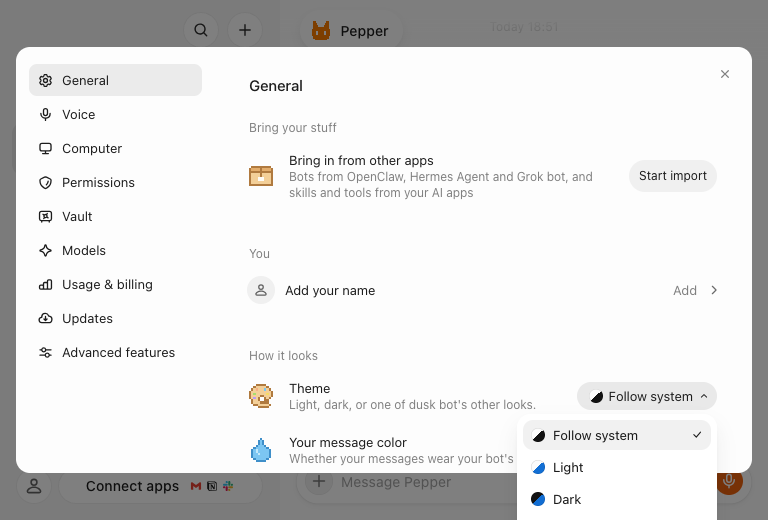 Pepper
Today 18:51
General
Voice
Computer
Permissions
Vault
Models
Usage & billing
Updates
Advanced features
General
Bring your stuff
Bring in from other apps
Bots from OpenClaw, Hermes Agent and Grok bot, and
skills and tools from your AI apps
Start import
You
Add your name
Add
How it looks
Theme
Light, dark, or one of dusk bot's other looks.
Follow system
Your message color
Whether your messages wear your bot's
Follow system
Light
Dark
Connect apps
Message Pepper